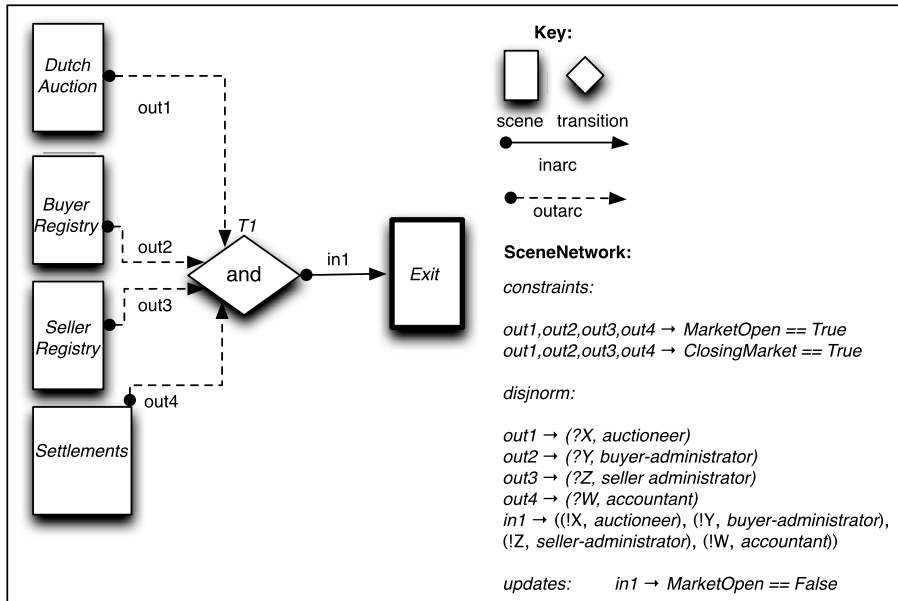 Dutch
Auction
out1
Buyer
Registry
out2
T1
and
in1
Exit
out3
Seller
Registry
out4
Settlements
Key:
scene transition
inarc
outarc
SceneNetwork:
constraints:
out1,out2,out3,out4 → MarketOpen == True
out1,out2,out3,out4 → ClosingMarket == True
disjnorm:
out1 → (?X, auctioneer)
out2 → (?Y, buyer-administrator)
out3 → (?Z, seller administrator)
out4 → (?W, accountant)
in1 → ((!X, auctioneer), (!Y, buyer-administrator),
(!Z, seller-administrator), (!W, accountant))
updates: in1 → MarketOpen == False